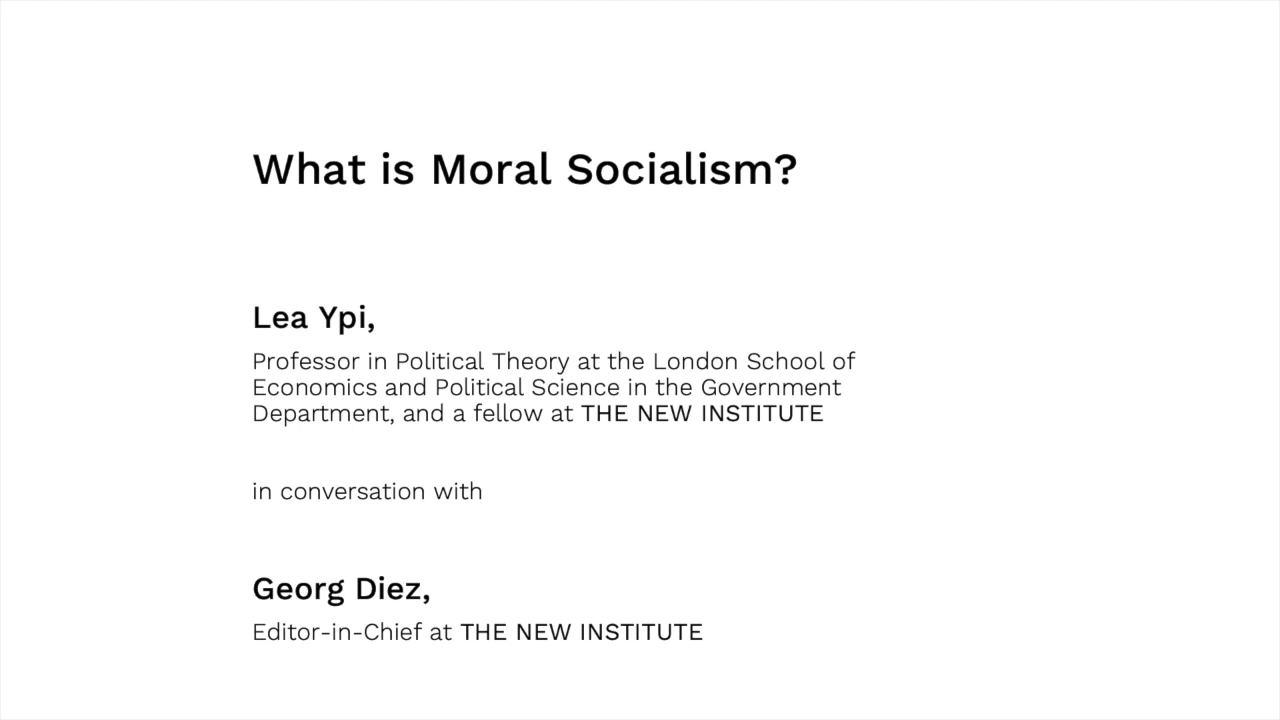 What is Moral Socialism?
Lea Ypi,
Professor in Political Theory at the London School of
Economics and Political Science in the Government
Department, and a fellow at THE NEW INSTITUTE
in conversation with
Georg Diez,
Editor-in-Chief at THE NEW INSTITUTE